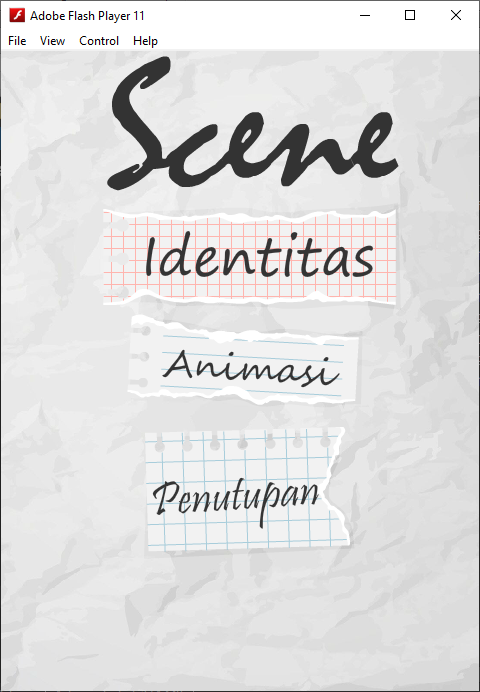 Adobe Flash Player 11
File View Control Help
Scene
Identitas
Animasi
Penutupan